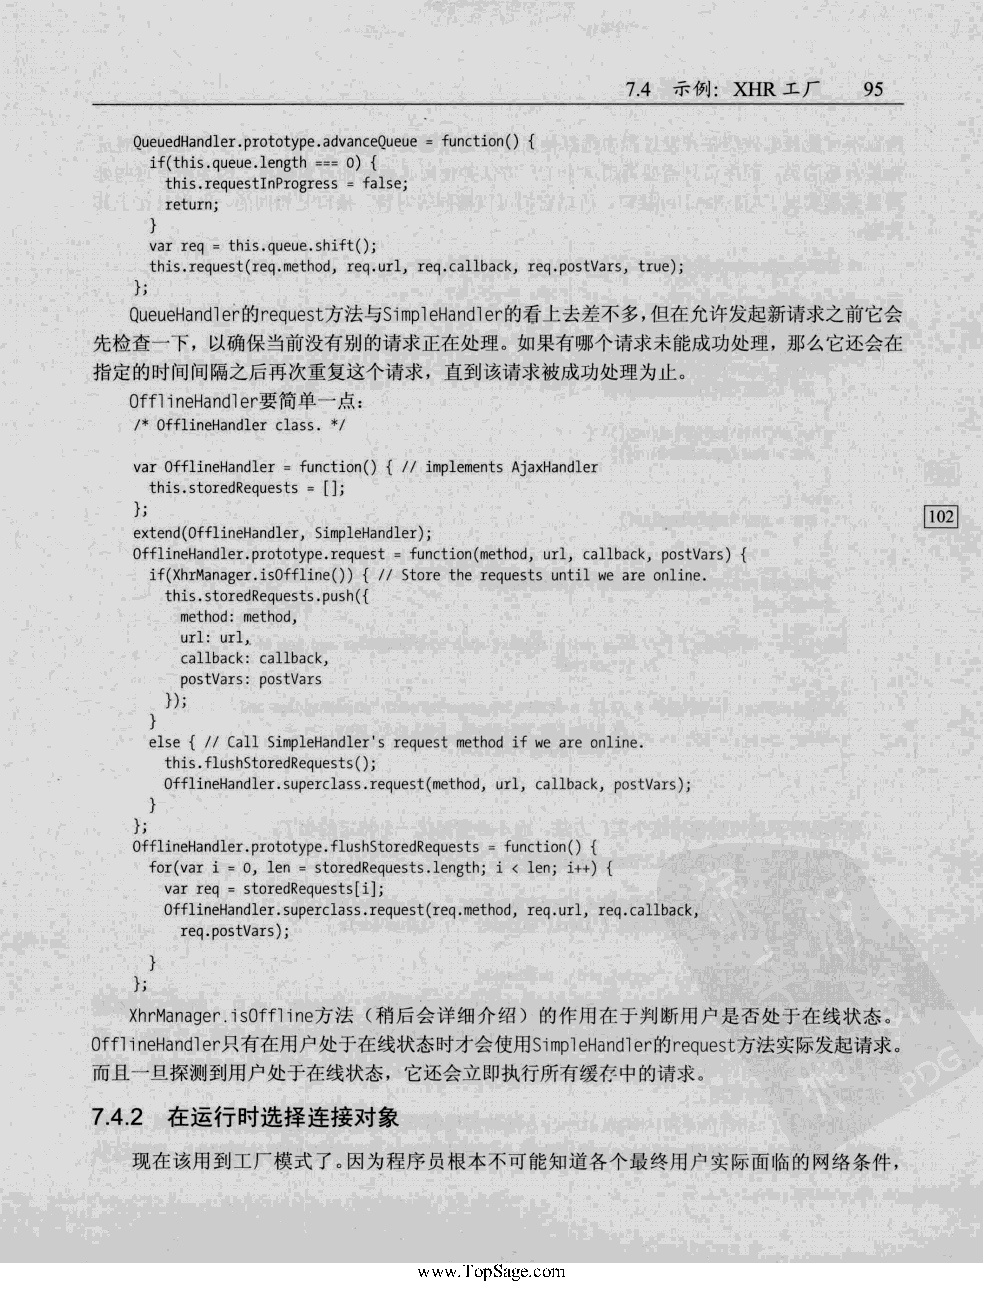 7.4 示例：XHR 工厂 95
QueuedHandler.prototype.advanceQueue = function() {
if(this.queue.length === 0) {
this.requestInProgress = false;
return;
}
var req = this.queue.shift();
this.request(req.method, req.url, req.callback, req.postVars, true);
};
QueueHandler的request方法与SimpleHandler的看上去差不多，但在允许发起新请求之前它会
先检查一下，以确保当前没有别的请求正在处理。如果有哪个请求未能成功处理，那么它还会在
指定的时间间隔之后再次重复这个请求，直到该请求被成功处理为止。
OfflineHandler要简单一点：
/* OfflineHandler class. */
var OfflineHandler = function() { // implements AjaxHandler
this.storedRequests = [];
};
102
extend(OfflineHandler, SimpleHandler);
OfflineHandler.prototype.request = function(method, url, callback, postVars) {
if(XhrManager.isOffline()) { // Store the requests until we are online.
this.storedRequests.push({
method: method,
url: url,
callback: callback,
postVars: postVars
});
}
else { // Call SimpleHandler's request method if we are online.
this.flushStoredRequests();
OfflineHandler.superclass.request(method, url, callback, postVars);
}
};
OfflineHandler.prototype.flushStoredRequests = function() {
for(var i = 0, len = storedRequests.length; i < len; i++) {
var req = storedRequests[i];
OfflineHandler.superclass.request(req.method, req.url, req.callback,
req.postVars);
}
};
XhrManager.isOffline方法（稍后会详细介绍）的作用在于判断用户是否处于在线状态。
OfflineHandler只有在用户处于在线状态时才会使用SimpleHandler的request方法实际发起请求。
而且一旦探测到用户处于在线状态，它还会立即执行所有缓存中的请求。
PDG
7.4.2 在运行时选择连接对象
现在该用到工厂模式了。因为程序员根本不可能知道各个最终用户实际面临的网络条件，
www.TopSage.com